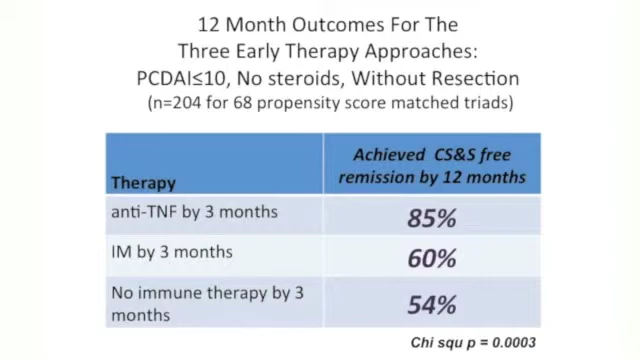 12 Month Outcomes For The
Three Early Therapy Approaches:
PCDAI≤10, No steroids, Without Resection
(n=204 for 68 propensity score matched triads)
Therapy
Achieved CS&S free
remission by 12 months
anti-TNF by 3 months
85%
IM by 3 months
60%
No immune therapy by 3
months
54%
Chi squ p = 0.0003